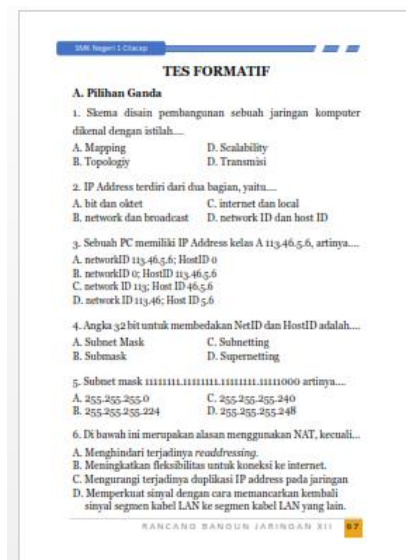 SMK Negeri 1 Cilacap
TES FORMATIF
A. Pilihan Ganda
1. Skema disain pembangunan sebuah jaringan komputer
dikenal dengan istilah....
A. Mapping D. Scalability
B. Topologiy D. Transmisi
2. IP Address terdiri dari dua bagian, yaitu....
A. bit dan oktet C. internet dan local
B. network dan broadcast D. network ID dan host ID
3. Sebuah PC memiliki IP Address kelas A 113.46.5.6, artinya....
A. networkID 113.46.5.6; HostID 0
B. networkID 0; HostID 113.46.5.6
C. network ID 113; Host ID 46.5.6
D. network ID 113.46; Host ID 5.6
4. Angka 32 bit untuk membedakan NetID dan HostID adalah....
A. Subnet Mask C. Subnetting
B. Submask D. Supernetting
5. Subnet mask 11111111.11111111.11111111.11111000 artinya....
A. 255.255.255.0 C. 255.255.255.240
B. 255.255.255.224 D. 255.255.255.248
6. Di bawah ini merupakan alasan menggunakan NAT, kecuali...
A. Menghindari terjadinya readdressing.
B. Meningkatkan fleksibilitas untuk koneksi ke internet.
C. Mengurangi terjadinya duplikasi IP address pada jaringan
D. Memperkuat sinyal dengan cara memancarkan kembali
sinyal segmen kabel LAN ke segmen kabel LAN yang lain.
RANCANG BANGUN JARINGAN XII 67